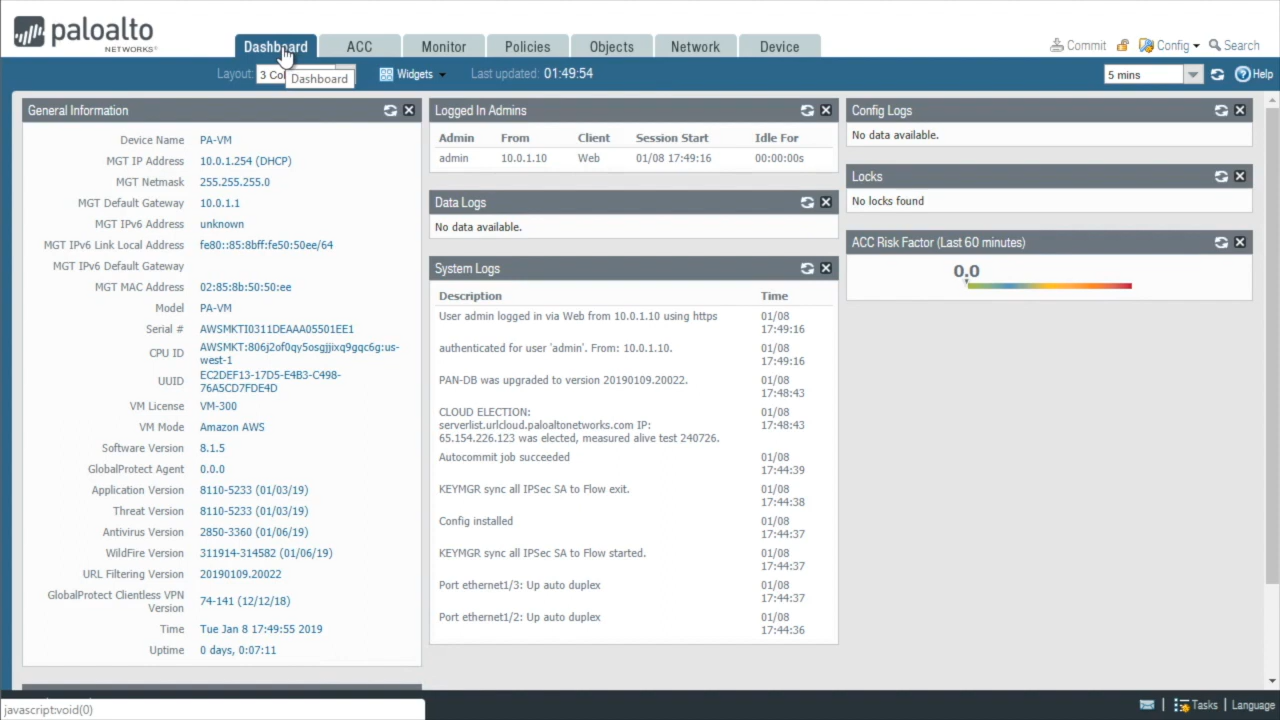 paloalto
NETWORKS
Dashboard
ACC
Monitor
Policies
Objects
Network
Device
Commit
Config
Search
Layout: 3 Col
Dashboard
Widgets
Last updated: 01:49:54
5 mins
Help
General Information
Device Name PA-VM
MGT IP Address 10.0.1.254 (DHCP)
MGT Netmask 255.255.255.0
MGT Default Gateway 10.0.1.1
MGT IPv6 Address unknown
MGT IPv6 Link Local Address fe80::85:8bff:fe50:50ee/64
MGT IPv6 Default Gateway
MGT MAC Address 02:85:8b:50:50:ee
Model PA-VM
Serial # AWSMKTI0311DEAAA05501EE1
CPU ID AWSMKT:806j2of0qy5osgjjixq9gqc6g:us-
west-1
UUID EC2DEF13-17D5-E4B3-C498-
76A5CD7FDE4D
VM License VM-300
VM Mode Amazon AWS
Software Version 8.1.5
GlobalProtect Agent 0.0.0
Application Version 8110-5233 (01/03/19)
Threat Version 8110-5233 (01/03/19)
Antivirus Version 2850-3360 (01/06/19)
WildFire Version 311914-314582 (01/06/19)
URL Filtering Version 20190109.20022
GlobalProtect Clientless VPN
Version 74-141 (12/12/18)
Time Tue Jan 8 17:49:55 2019
Uptime 0 days, 0:07:11
Logged In Admins
Admin From Client Session Start Idle For
admin 10.0.1.10 Web 01/08 17:49:16 00:00:00s
Data Logs
No data available.
System Logs
Description Time
User admin logged in via Web from 10.0.1.10 using https 01/08
17:49:16
authenticated for user 'admin'. From: 10.0.1.10. 01/08
17:49:16
PAN-DB was upgraded to version 20190109.20022. 01/08
17:48:43
CLOUD ELECTION: 01/08
serverlist.urlcloud.paloaltonetworks.com IP: 17:48:43
65.154.226.123 was elected, measured alive test 240726.
Autocommit job succeeded 01/08
17:44:39
KEYMGR sync all IPSec SA to Flow exit. 01/08
17:44:38
Config installed 01/08
17:44:37
KEYMGR sync all IPSec SA to Flow started. 01/08
17:44:37
Port ethernet1/3: Up auto duplex 01/08
17:44:37
Port ethernet1/2: Up auto duplex 01/08
17:44:36
Config Logs
No data available.
Locks
No locks found
ACC Risk Factor (Last 60 minutes)
0.0
javascript:void(0)
Tasks
Language